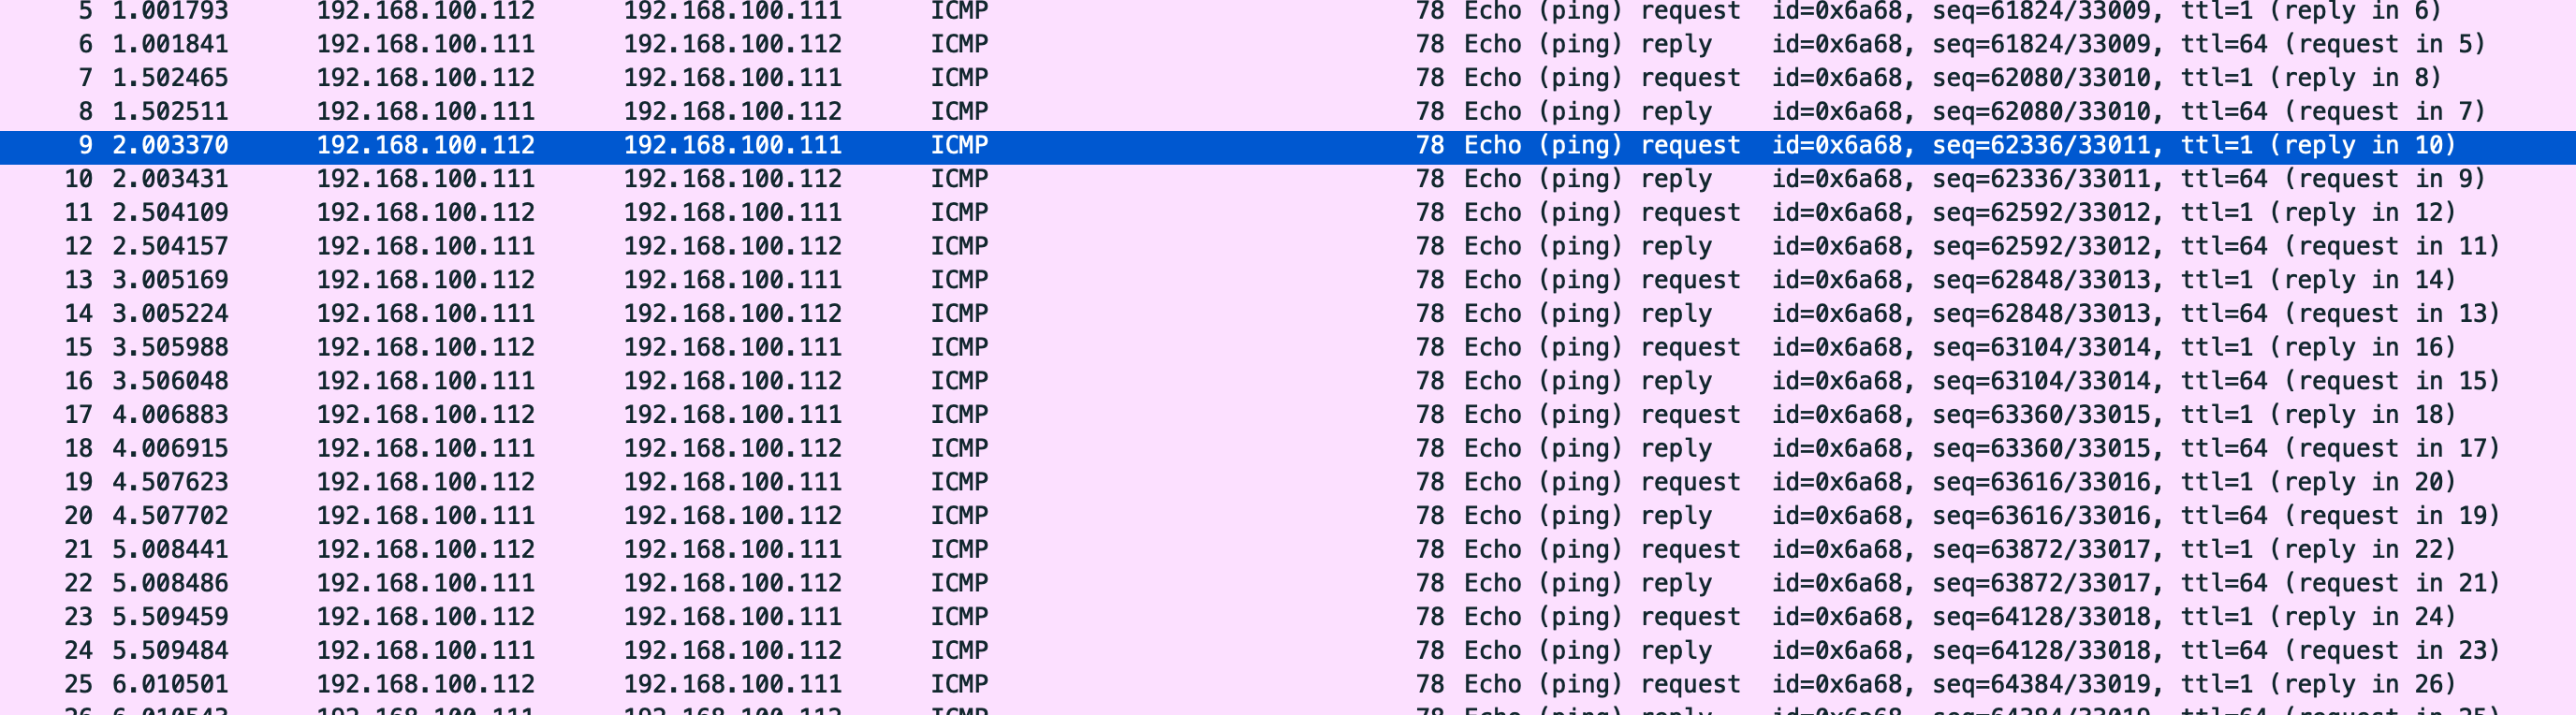 5 1.001793 192.168.100.112 192.168.100.111 ICMP 78 Echo (ping) request id=0x6a68, seq=61824/33009, ttl=1 (reply in 6)
6 1.001841 192.168.100.111 192.168.100.112 ICMP 78 Echo (ping) reply id=0x6a68, seq=61824/33009, ttl=64 (request in 5)
7 1.502465 192.168.100.112 192.168.100.111 ICMP 78 Echo (ping) request id=0x6a68, seq=62080/33010, ttl=1 (reply in 8)
8 1.502511 192.168.100.111 192.168.100.112 ICMP 78 Echo (ping) reply id=0x6a68, seq=62080/33010, ttl=64 (request in 7)
9 2.003370 192.168.100.112 192.168.100.111 ICMP 78 Echo (ping) request id=0x6a68, seq=62336/33011, ttl=1 (reply in 10)
10 2.003431 192.168.100.111 192.168.100.112 ICMP 78 Echo (ping) reply id=0x6a68, seq=62336/33011, ttl=64 (request in 9)
11 2.504109 192.168.100.112 192.168.100.111 ICMP 78 Echo (ping) request id=0x6a68, seq=62592/33012, ttl=1 (reply in 12)
12 2.504157 192.168.100.111 192.168.100.112 ICMP 78 Echo (ping) reply id=0x6a68, seq=62592/33012, ttl=64 (request in 11)
13 3.005169 192.168.100.112 192.168.100.111 ICMP 78 Echo (ping) request id=0x6a68, seq=62848/33013, ttl=1 (reply in 14)
14 3.005224 192.168.100.111 192.168.100.112 ICMP 78 Echo (ping) reply id=0x6a68, seq=62848/33013, ttl=64 (request in 13)
15 3.505988 192.168.100.112 192.168.100.111 ICMP 78 Echo (ping) request id=0x6a68, seq=63104/33014, ttl=1 (reply in 16)
16 3.506048 192.168.100.111 192.168.100.112 ICMP 78 Echo (ping) reply id=0x6a68, seq=63104/33014, ttl=64 (request in 15)
17 4.006883 192.168.100.112 192.168.100.111 ICMP 78 Echo (ping) request id=0x6a68, seq=63360/33015, ttl=1 (reply in 18)
18 4.006915 192.168.100.111 192.168.100.112 ICMP 78 Echo (ping) reply id=0x6a68, seq=63360/33015, ttl=64 (request in 17)
19 4.507623 192.168.100.112 192.168.100.111 ICMP 78 Echo (ping) request id=0x6a68, seq=63616/33016, ttl=1 (reply in 20)
20 4.507702 192.168.100.111 192.168.100.112 ICMP 78 Echo (ping) reply id=0x6a68, seq=63616/33016, ttl=64 (request in 19)
21 5.008441 192.168.100.112 192.168.100.111 ICMP 78 Echo (ping) request id=0x6a68, seq=63872/33017, ttl=1 (reply in 22)
22 5.008486 192.168.100.111 192.168.100.112 ICMP 78 Echo (ping) reply id=0x6a68, seq=63872/33017, ttl=64 (request in 21)
23 5.509459 192.168.100.112 192.168.100.111 ICMP 78 Echo (ping) request id=0x6a68, seq=64128/33018, ttl=1 (reply in 24)
24 5.509484 192.168.100.111 192.168.100.112 ICMP 78 Echo (ping) reply id=0x6a68, seq=64128/33018, ttl=64 (request in 23)
25 6.010501 192.168.100.112 192.168.100.111 ICMP 78 Echo (ping) request id=0x6a68, seq=64384/33019, ttl=1 (reply in 26)